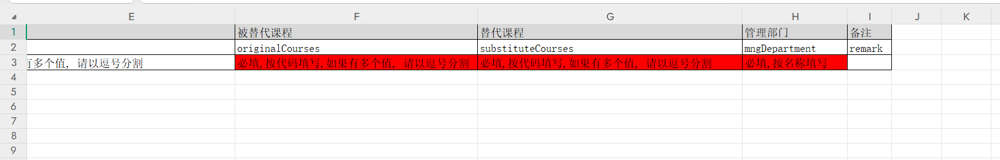 E F G H I J K
1 被替代课程 替代课程 管理部门 备注
2 originalCourses substituteCourses mngDepartment remark
3 有多个值, 请以逗号分割 必填,按代码填写,如果有多个值, 请以逗号分割 必填,按代码填写,如果有多个值, 请以逗号分割 必填,按名称填写
4
5
6
7
8
9